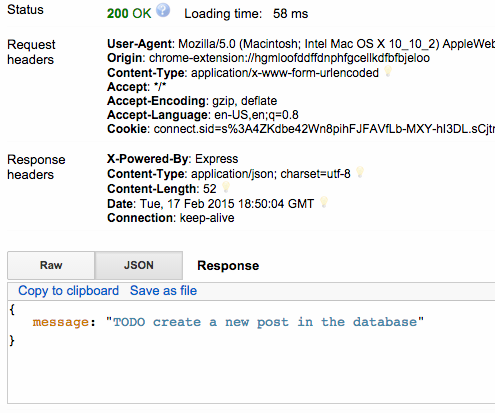 Status 200 OK Loading time: 58 ms
Request headers User-Agent: Mozilla/5.0 (Macintosh; Intel Mac OS X 10_10_2) AppleWeb
Origin: chrome-extension://hgmloofddffdnphfgcellkdfbfbjeloo
Content-Type: application/x-www-form-urlencoded
Accept: */*
Accept-Encoding: gzip, deflate
Accept-Language: en-US,en;q=0.8
Cookie: connect.sid=s%3A4ZKdbe42Wn8pihFJFAVfLb-MXY-hI3DL.sCjtr
Response headers X-Powered-By: Express
Content-Type: application/json; charset=utf-8
Content-Length: 52
Date: Tue, 17 Feb 2015 18:50:04 GMT
Connection: keep-alive
Raw JSON Response
Copy to clipboard Save as file
{
message: "TODO create a new post in the database"
}